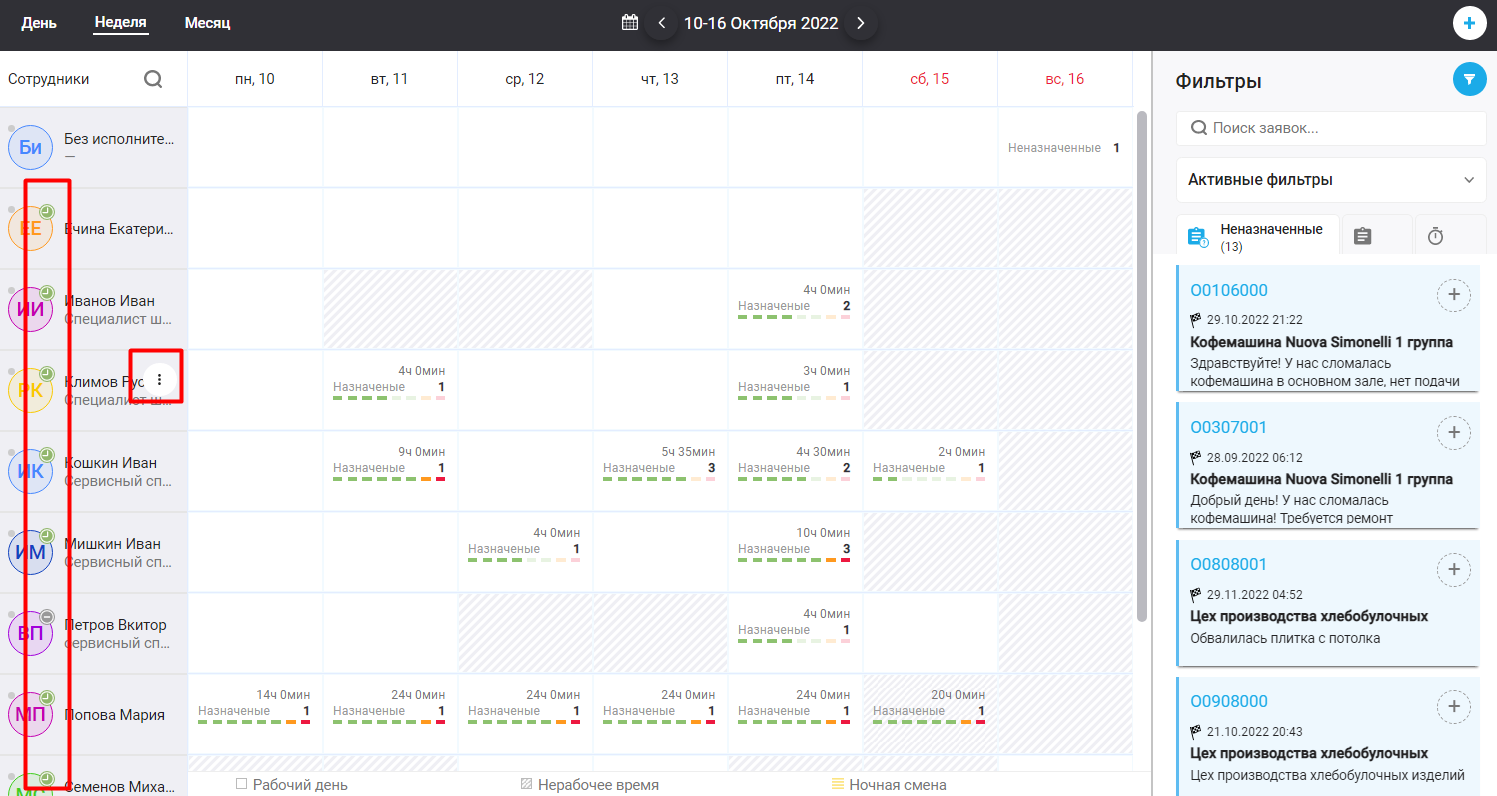 День Неделя Месяц 10-16 Октября 2022
Сотрудники пн, 10 вт, 11 ср, 12 чт, 13 пт, 14 сб, 15 вс, 16
Би Без исполните...
—
Неназначенные 1
ЕЕ Ечина Екатери...
ИИ Иванов Иван
Специалист ш...
4ч 0мин
Назначеные 2
РК Климов Рус
Специалист ш...
4ч 0мин
Назначеные 1
3ч 0мин
Назначеные 1
ИК Кошкин Иван
Сервисный сп...
9ч 0мин
Назначеные 1
5ч 35мин
Назначеные 3
4ч 30мин
Назначеные 2
2ч 0мин
Назначеные 1
ИМ Мишкин Иван
Сервисный сп...
4ч 0мин
Назначеные 1
10ч 0мин
Назначеные 3
ВП Петров Вкитор
сервисный сп...
4ч 0мин
Назначеные 1
МП Попова Мария
14ч 0мин
Назначеные 1
24ч 0мин
Назначеные 1
24ч 0мин
Назначеные 1
24ч 0мин
Назначеные 1
24ч 0мин
Назначеные 1
20ч 0мин
Назначеные 1
МС Семенов Миха...
Рабочий день Нерабочее время Ночная смена
Фильтры
Поиск заявок...
Активные фильтры
Неназначенные
(13)
O0106000
29.10.2022 21:22
Кофемашина Nuova Simonelli 1 группа
Здравствуйте! У нас сломалась
кофемашина в основном зале, нет подачи
O0307001
28.09.2022 06:12
Кофемашина Nuova Simonelli 1 группа
Добрый день! У нас сломалась
кофемашина! Требуется ремонт
O0808001
29.11.2022 04:52
Цех производства хлебобулочных
Обвалилась плитка с потолка
O0908000
21.10.2022 20:43
Цех производства хлебобулочных
Цех производства хлебобулочных изделий